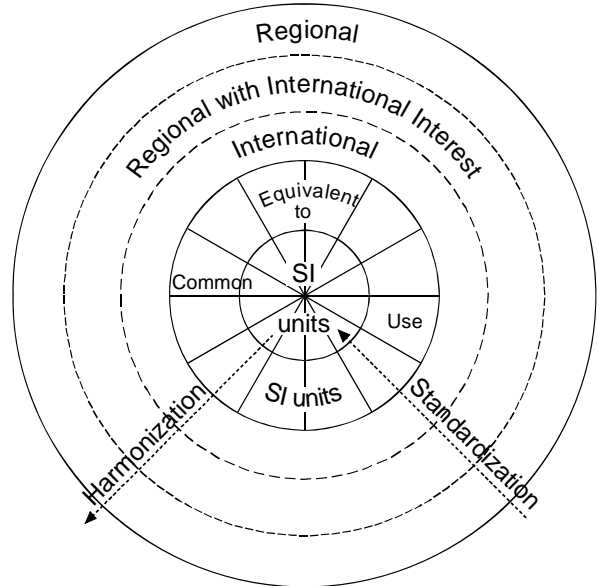 Regional
Regional with International Interest
International
Equivalent
to
Common
SI
units
Use
SI units
Harmonization
Standardization